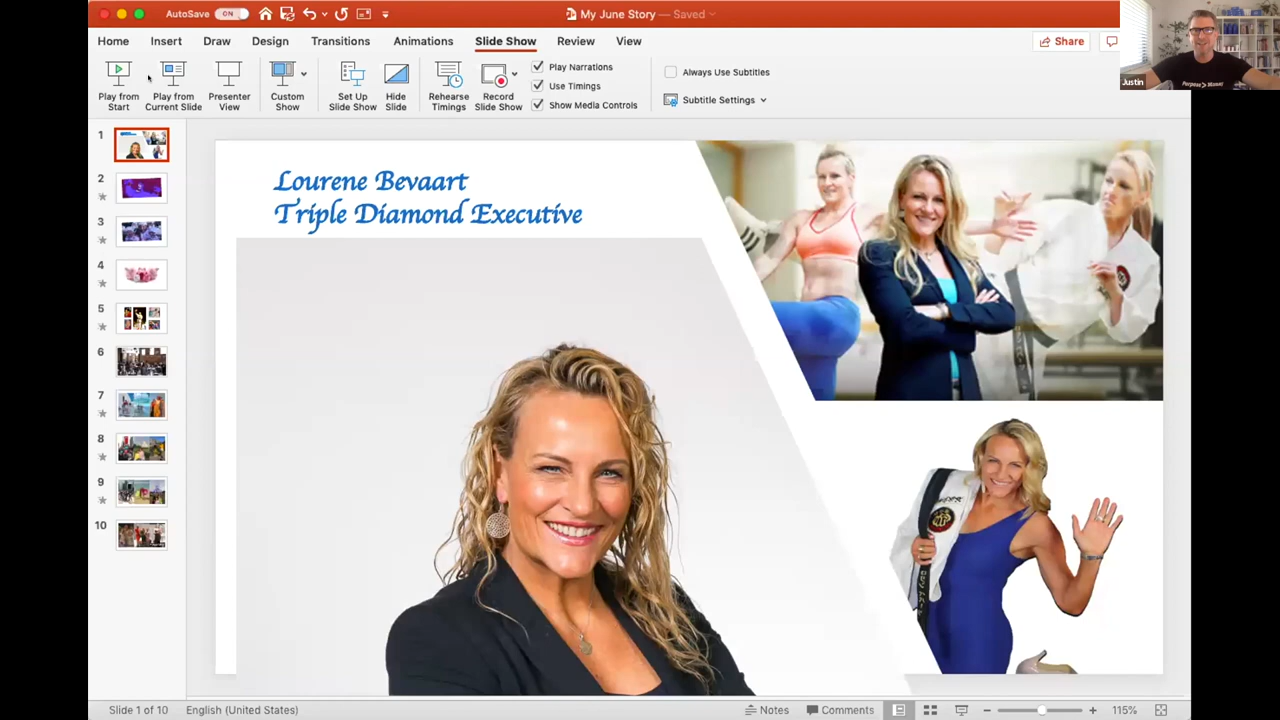 AutoSave ON
My June Story — Saved
Home Insert Draw Design Transitions Animations Slide Show Review View
Share
Play from Start
Play from Current Slide
Presenter View
Custom Show
Set Up Slide Show
Hide Slide
Rehearse Timings
Record Slide Show
Play Narrations
Use Timings
Show Media Controls
Always Use Subtitles
Subtitle Settings
Justin
1
2
3
4
5
6
7
8
9
10
Lourene Bevaart
Triple Diamond Executive
Slide 1 of 10 English (United States)
Notes Comments 115%